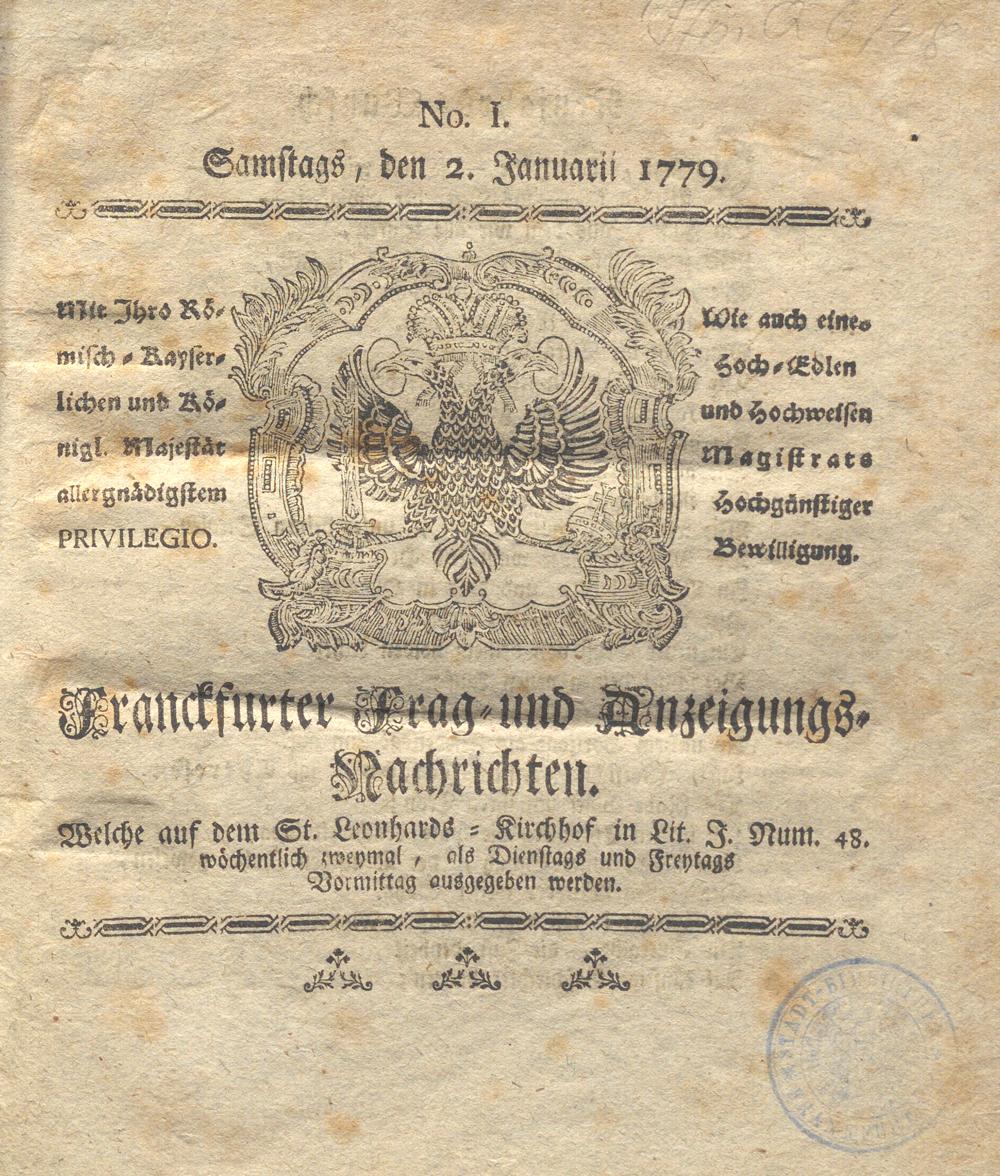 No. I.
Samstags, den 2. Januarii 1779.
Mit Ihro Rö-
misch-Kayser-
lichen und Kö-
nigl. Majestät
allergnädigstem
PRIVILEGIO.
Wie auch eines
Hoch-Edlen
und Hochweisen
Magistrats
Hochgünstiger
Bewilligung.
Franckfurter Frag- und Anzeigungs-
Nachrichten.
Welche auf dem St. Leonhards-Kirchhof in Lit. J. Num. 48.
wöchentlich zweymal, als Dienstags und Freytags
Vormittag ausgegeben werden.
STADT-